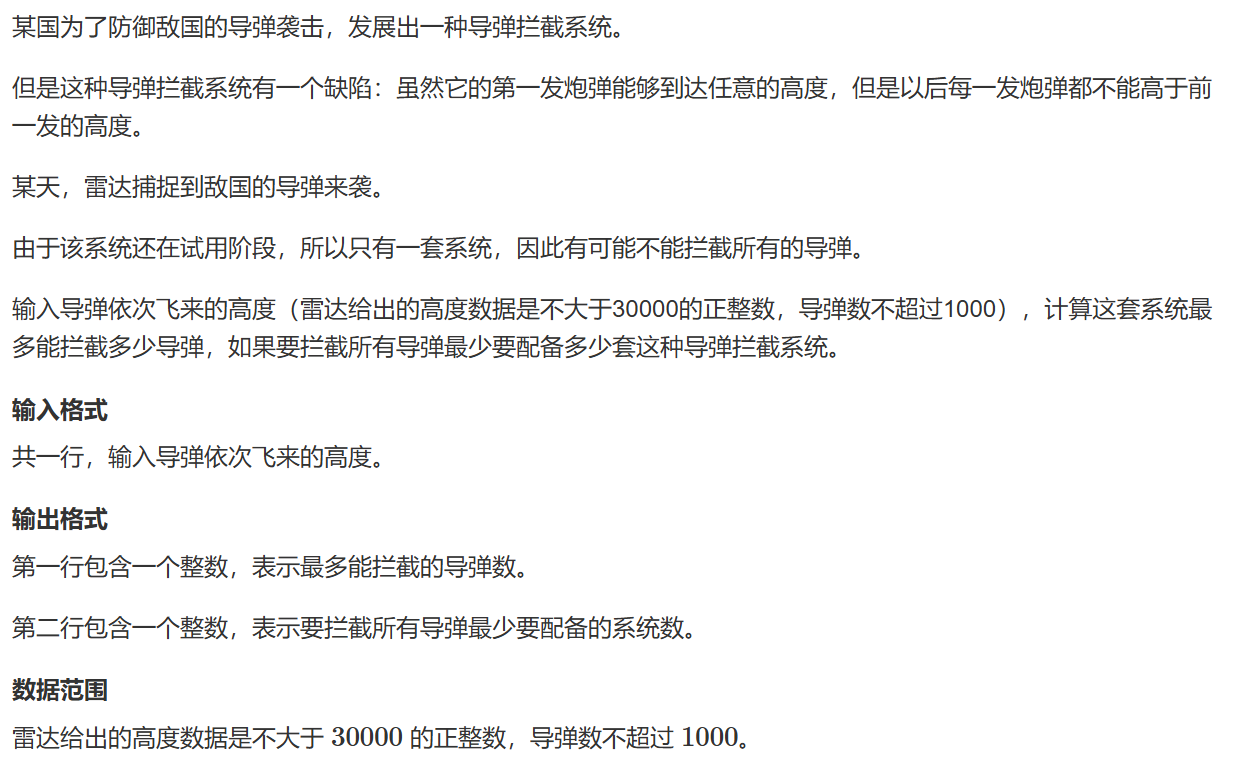 某国为了防御敌国的导弹袭击，发展出一种导弹拦截系统。
但是这种导弹拦截系统有一个缺陷：虽然它的第一发炮弹能够到达任意的高度，但是以后每一发炮弹都不能高于前
一发的高度。
某天，雷达捕捉到敌国的导弹来袭。
由于该系统还在试用阶段，所以只有一套系统，因此有可能不能拦截所有的导弹。
输入导弹依次飞来的高度（雷达给出的高度数据是不大于30000的正整数，导弹数不超过1000），计算这套系统最
多能拦截多少导弹，如果要拦截所有导弹最少要配备多少套这种导弹拦截系统。
输入格式
共一行，输入导弹依次飞来的高度。
输出格式
第一行包含一个整数，表示最多能拦截的导弹数。
第二行包含一个整数，表示要拦截所有导弹最少要配备的系统数。
数据范围
雷达给出的高度数据是不大于 30000 的正整数，导弹数不超过 1000。